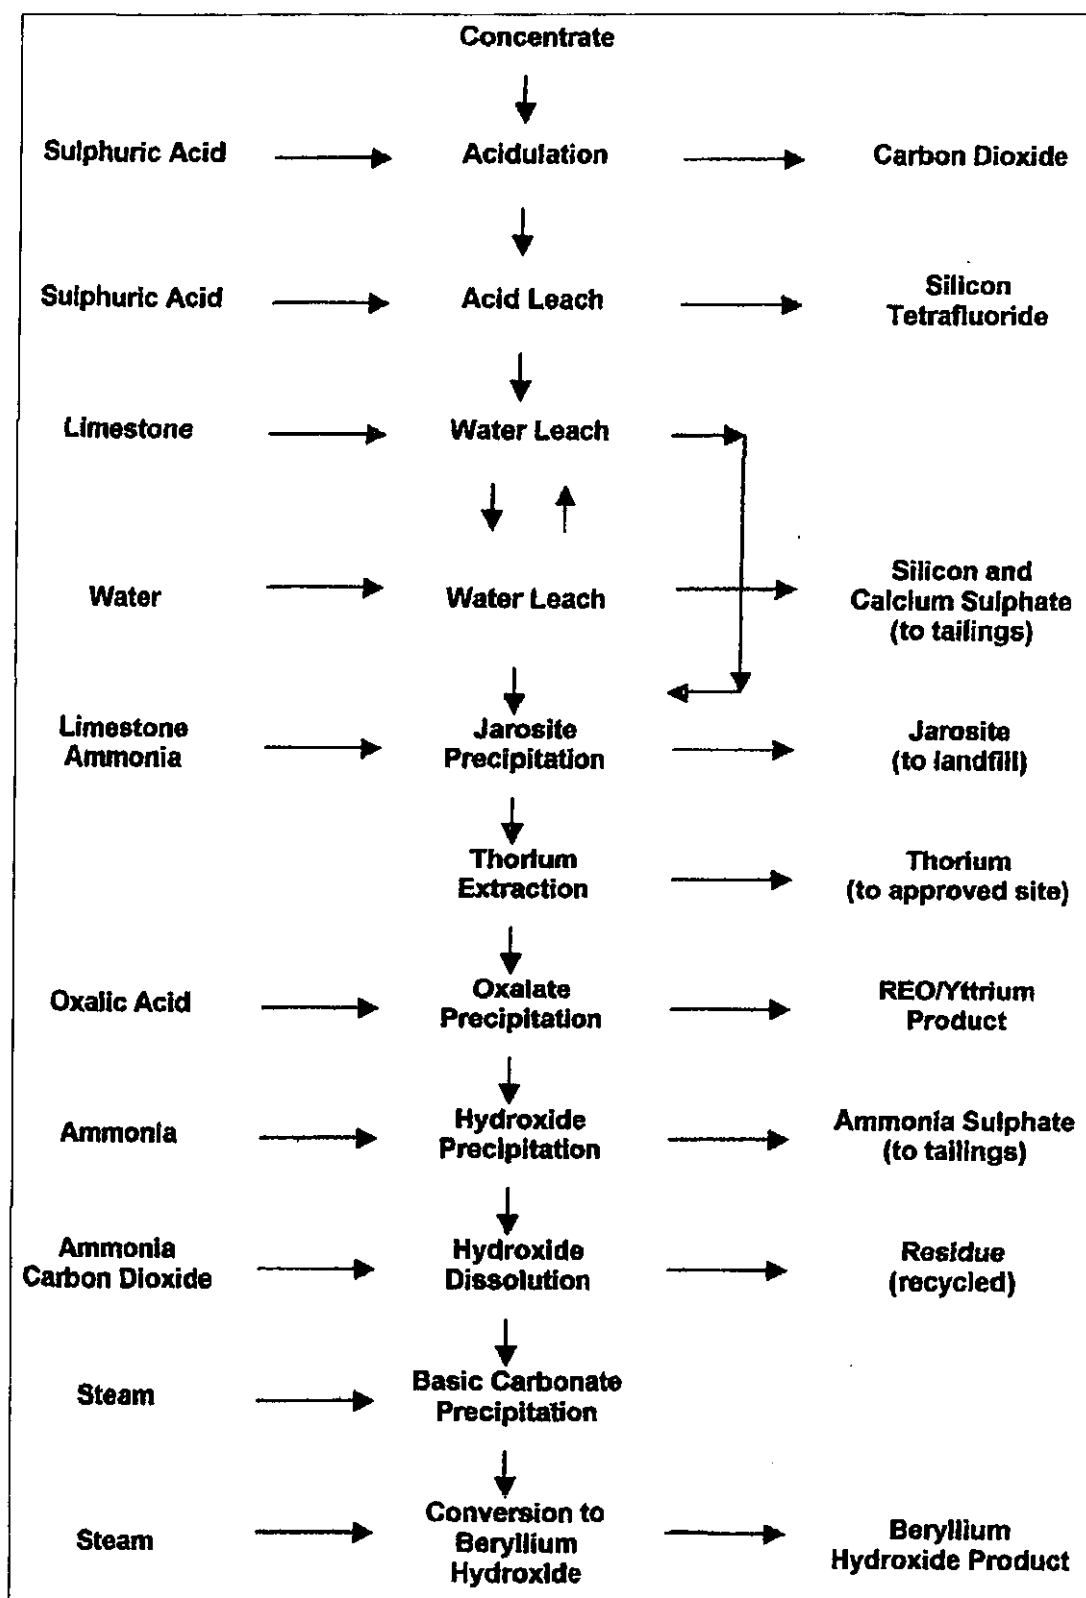 Concentrate
Sulphuric Acid
Acidulation
Carbon Dioxide
Sulphuric Acid
Acid Leach
Silicon
Tetrafluoride
Limestone
Water Leach
Water
Water Leach
Silicon and
Calcium Sulphate
(to tailings)
Limestone
Ammonia
Jarosite
Precipitation
Jarosite
(to landfill)
Thorium
Extraction
Thorium
(to approved site)
Oxalic Acid
Oxalate
Precipitation
REO/Yttrium
Product
Ammonia
Hydroxide
Precipitation
Ammonia Sulphate
(to tailings)
Ammonia
Carbon Dioxide
Hydroxide
Dissolution
Residue
(recycled)
Steam
Basic Carbonate
Precipitation
Steam
Conversion to
Beryllium
Hydroxide
Beryllium
Hydroxide Product